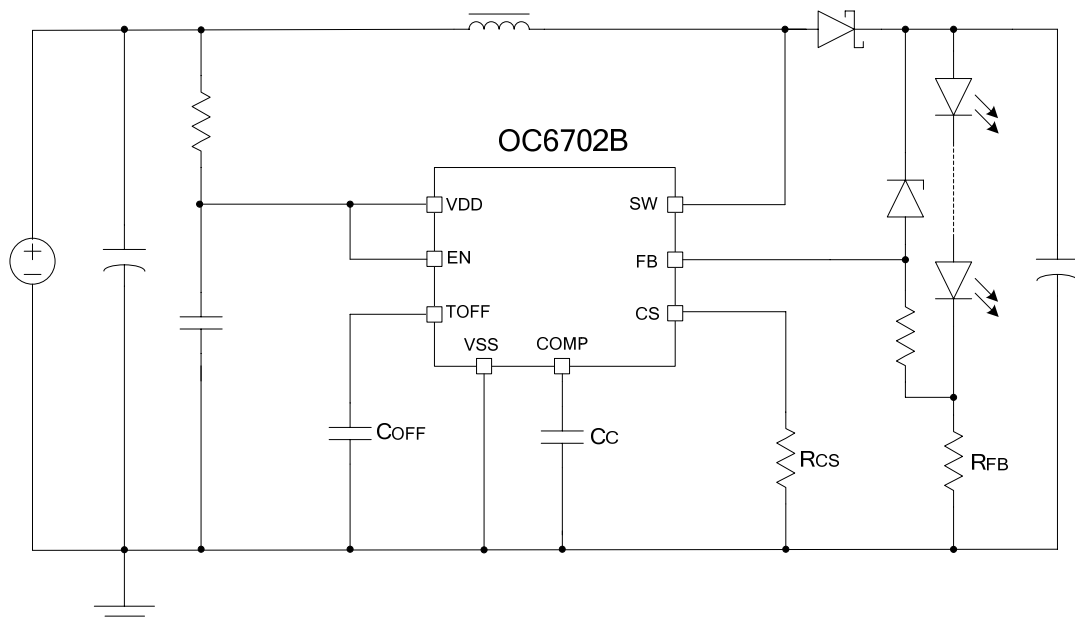 OC6702B
VDD
SW
EN
FB
TOFF
CS
VSS
COMP
COFF
CC
RCS
RFB